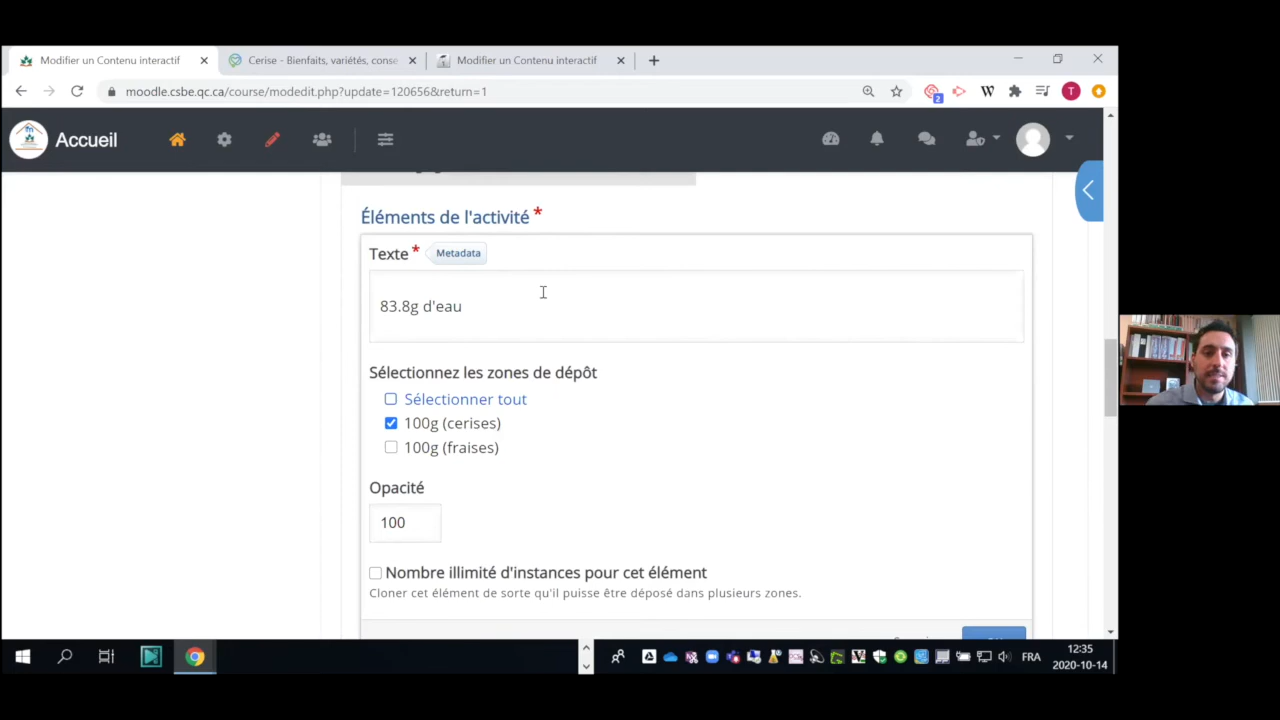 Modifier un Contenu interactif
Cerise - Bienfaits, variétés, conse
Modifier un Contenu interactif
moodle.csbe.qc.ca/course/modedit.php?update=120656&return=1
2
W
T
Accueil
Éléments de l'activité *
Texte * Metadata
83.8g d'eau
Sélectionnez les zones de dépôt
Sélectionner tout
100g (cerises)
100g (fraises)
Opacité
100
Nombre illimité d'instances pour cet élément
Cloner cet élément de sorte qu'il puisse être déposé dans plusieurs zones.
FRA
12:35
2020-10-14